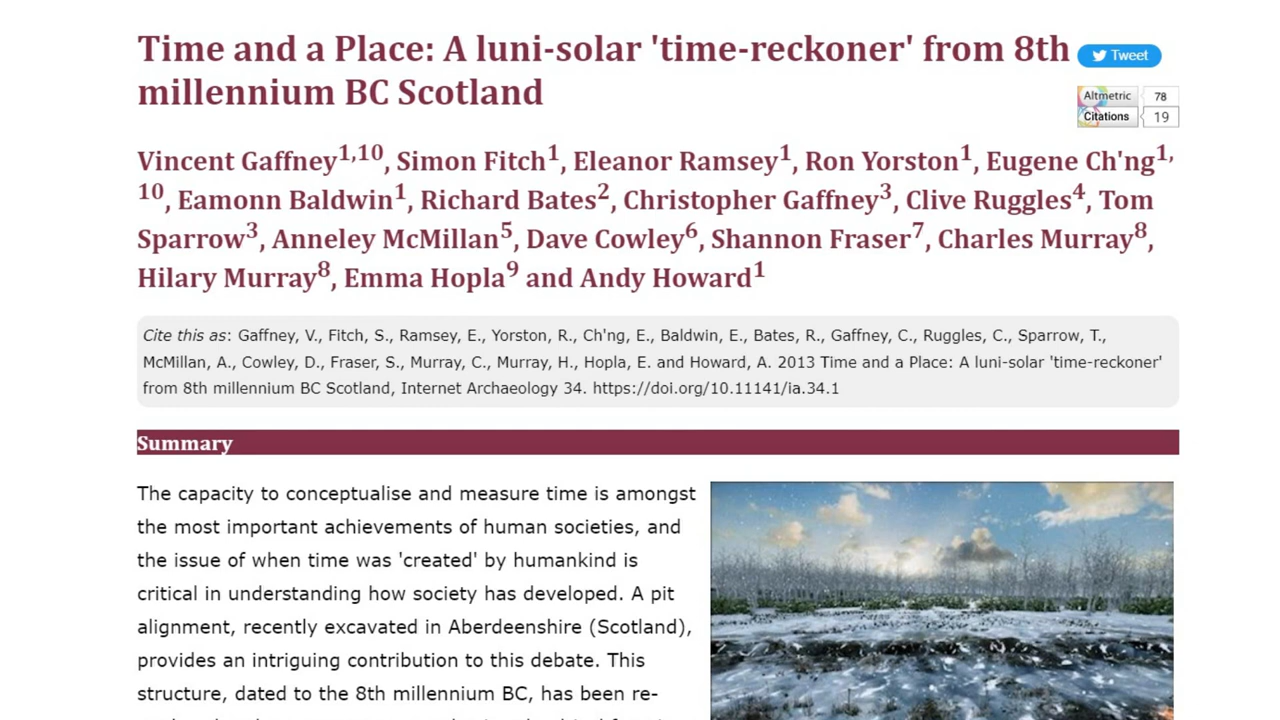 Time and a Place: A luni-solar 'time-reckoner' from 8th
millennium BC Scotland
Tweet
Altmetric 78
Citations 19
Vincent Gaffney1,10, Simon Fitch1, Eleanor Ramsey1, Ron Yorston1, Eugene Ch'ng1,
10, Eamonn Baldwin1, Richard Bates2, Christopher Gaffney3, Clive Ruggles4, Tom
Sparrow3, Anneley McMillan5, Dave Cowley6, Shannon Fraser7, Charles Murray8,
Hilary Murray8, Emma Hopla9 and Andy Howard1
Cite this as: Gaffney, V., Fitch, S., Ramsey, E., Yorston, R., Ch'ng, E., Baldwin, E., Bates, R., Gaffney, C., Ruggles, C., Sparrow, T.,
McMillan, A., Cowley, D., Fraser, S., Murray, C., Murray, H., Hopla, E. and Howard, A. 2013 Time and a Place: A luni-solar 'time-reckoner'
from 8th millennium BC Scotland, Internet Archaeology 34. https://doi.org/10.11141/ia.34.1
Summary
The capacity to conceptualise and measure time is amongst
the most important achievements of human societies, and
the issue of when time was 'created' by humankind is
critical in understanding how society has developed. A pit
alignment, recently excavated in Aberdeenshire (Scotland),
provides an intriguing contribution to this debate. This
structure, dated to the 8th millennium BC, has been re-